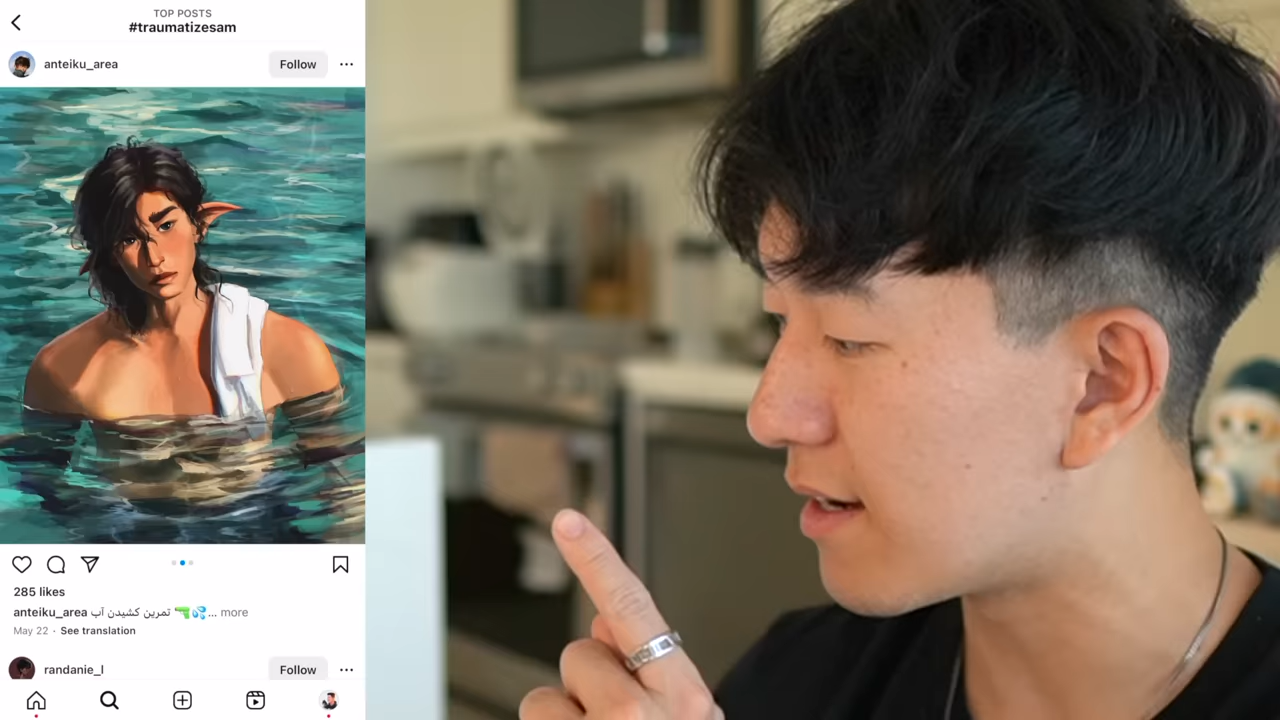 TOP POSTS
#traumatizesam
anteiku_area
Follow
285 likes
anteiku_area تمرین کشیدن آب 🔫💦... more
May 22 · See translation
randanie_l
Follow